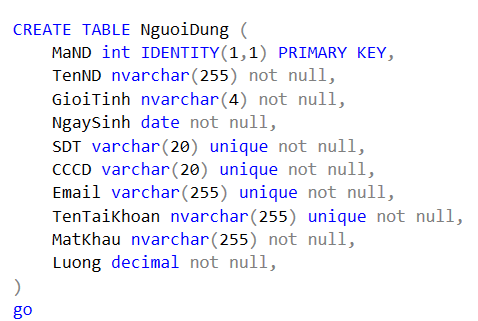 CREATE TABLE NguoiDung (
    MaND int IDENTITY(1,1) PRIMARY KEY,
    TenND nvarchar(255) not null,
    GioiTinh nvarchar(4) not null,
    NgaySinh date not null,
    SDT varchar(20) unique not null,
    CCCD varchar(20) unique not null,
    Email varchar(255) unique not null,
    TenTaiKhoan nvarchar(255) unique not null,
    MatKhau nvarchar(255) not null,
    Luong decimal not null,
)
go